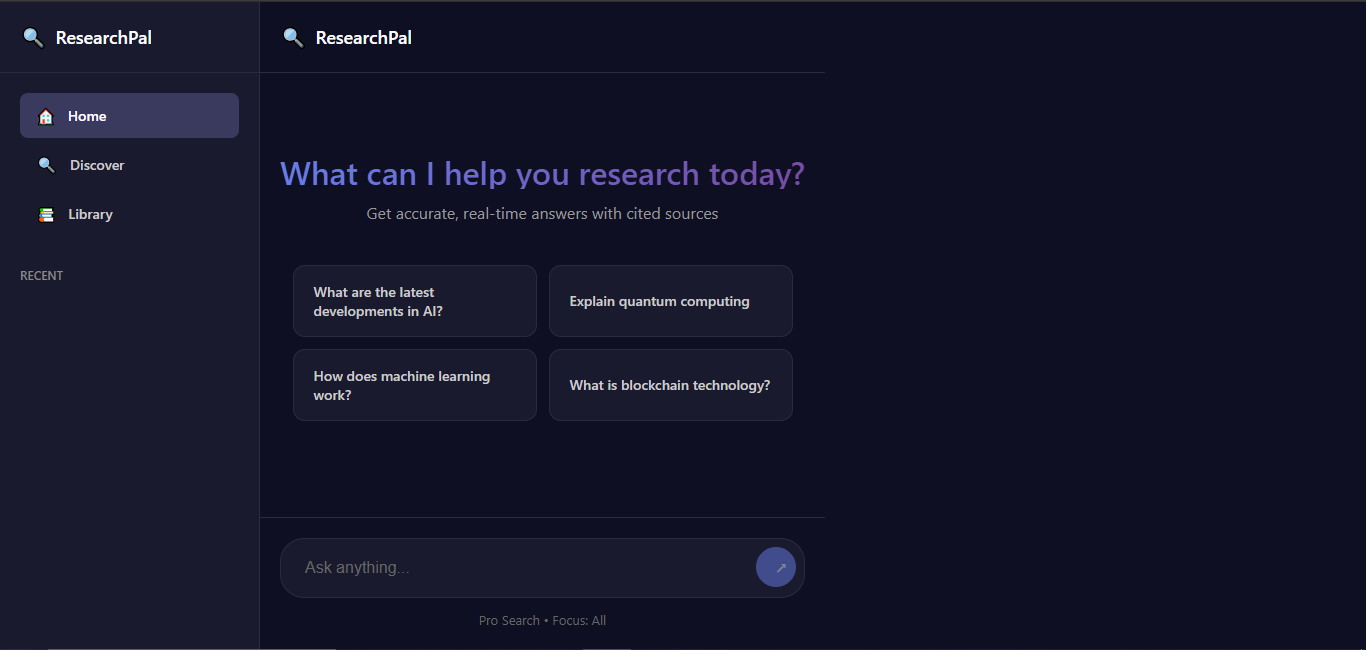 ResearchPal
Home
Discover
Library
RECENT
ResearchPal
What can I help you research today?
Get accurate, real-time answers with cited sources
What are the latest
developments in AI?
Explain quantum computing
How does machine learning
work?
What is blockchain technology?
Ask anything...
Pro Search • Focus: All